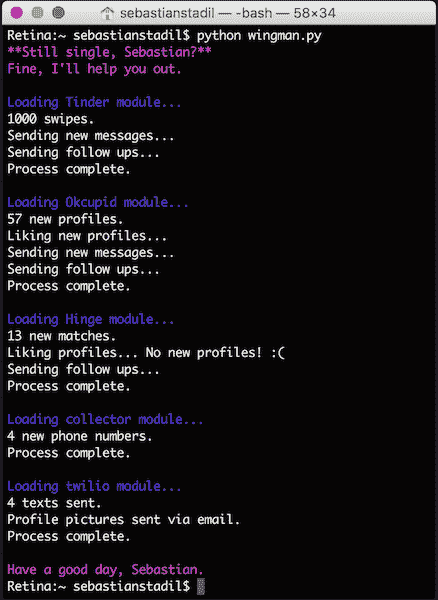 sebastianstadil — -bash — 58×34
Retina:~ sebastianstadil$ python wingman.py
**Still single, Sebastian?**
Fine, I'll help you out.
Loading Tinder module...
1000 swipes.
Sending new messages...
Sending follow ups...
Process complete.
Loading Okcupid module...
57 new profiles.
Liking new profiles...
Sending new messages...
Sending follow ups...
Process complete.
Loading Hinge module...
13 new matches.
Liking profiles... No new profiles! :(
Sending follow ups...
Process complete.
Loading collector module...
4 new phone numbers.
Process complete.
Loading twilio module...
4 texts sent.
Profile pictures sent via email.
Process complete.
Have a good day, Sebastian.
Retina:~ sebastianstadil$